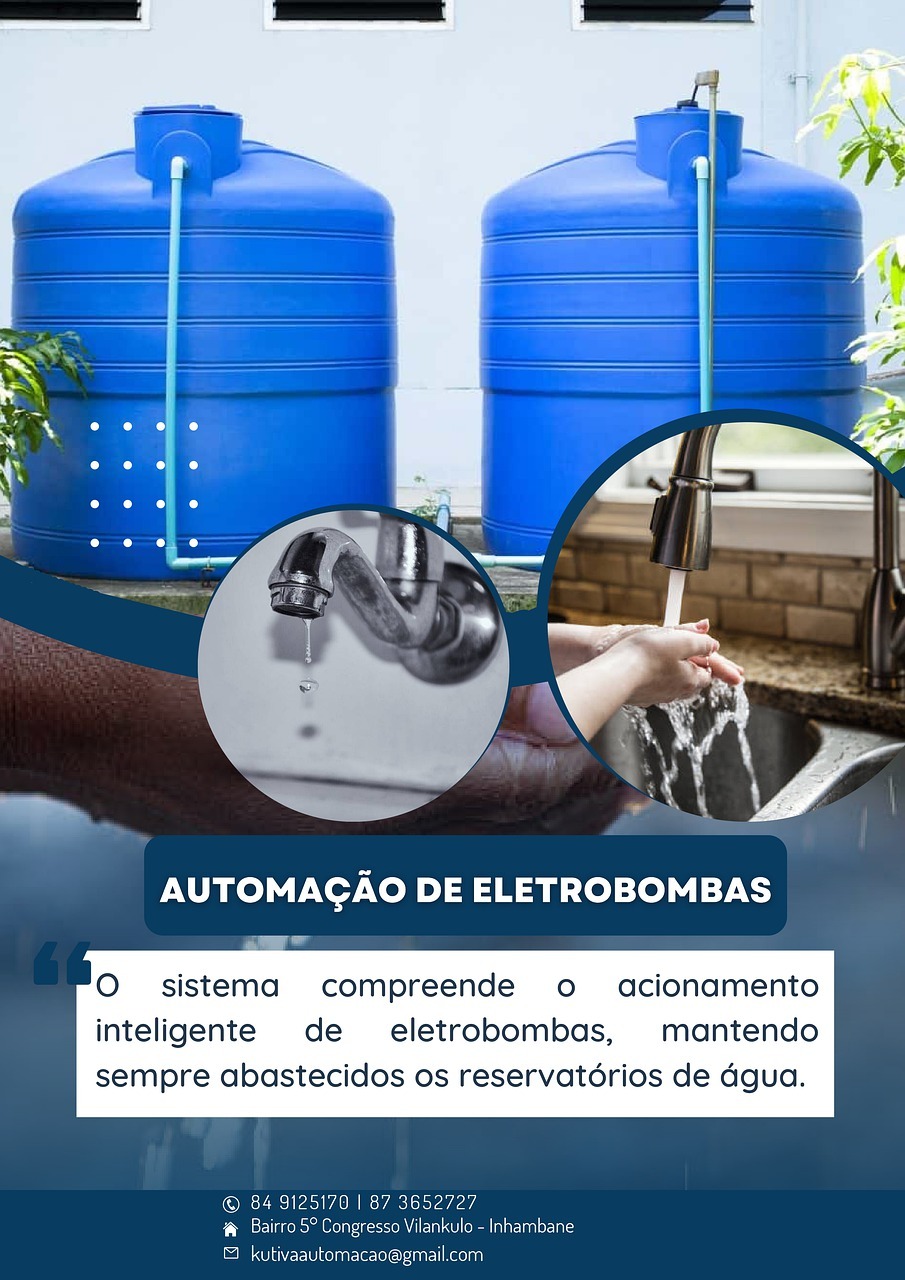 AUTOMAÇÃO DE ELETROBOMBAS
O sistema compreende o acionamento
inteligente de eletrobombas, mantendo
sempre abastecidos os reservatórios de água.
84 9125170 | 87 3652727
Bairro 5° Congresso Vilankulo - Inhambane
kutivaautomacao@gmail.com